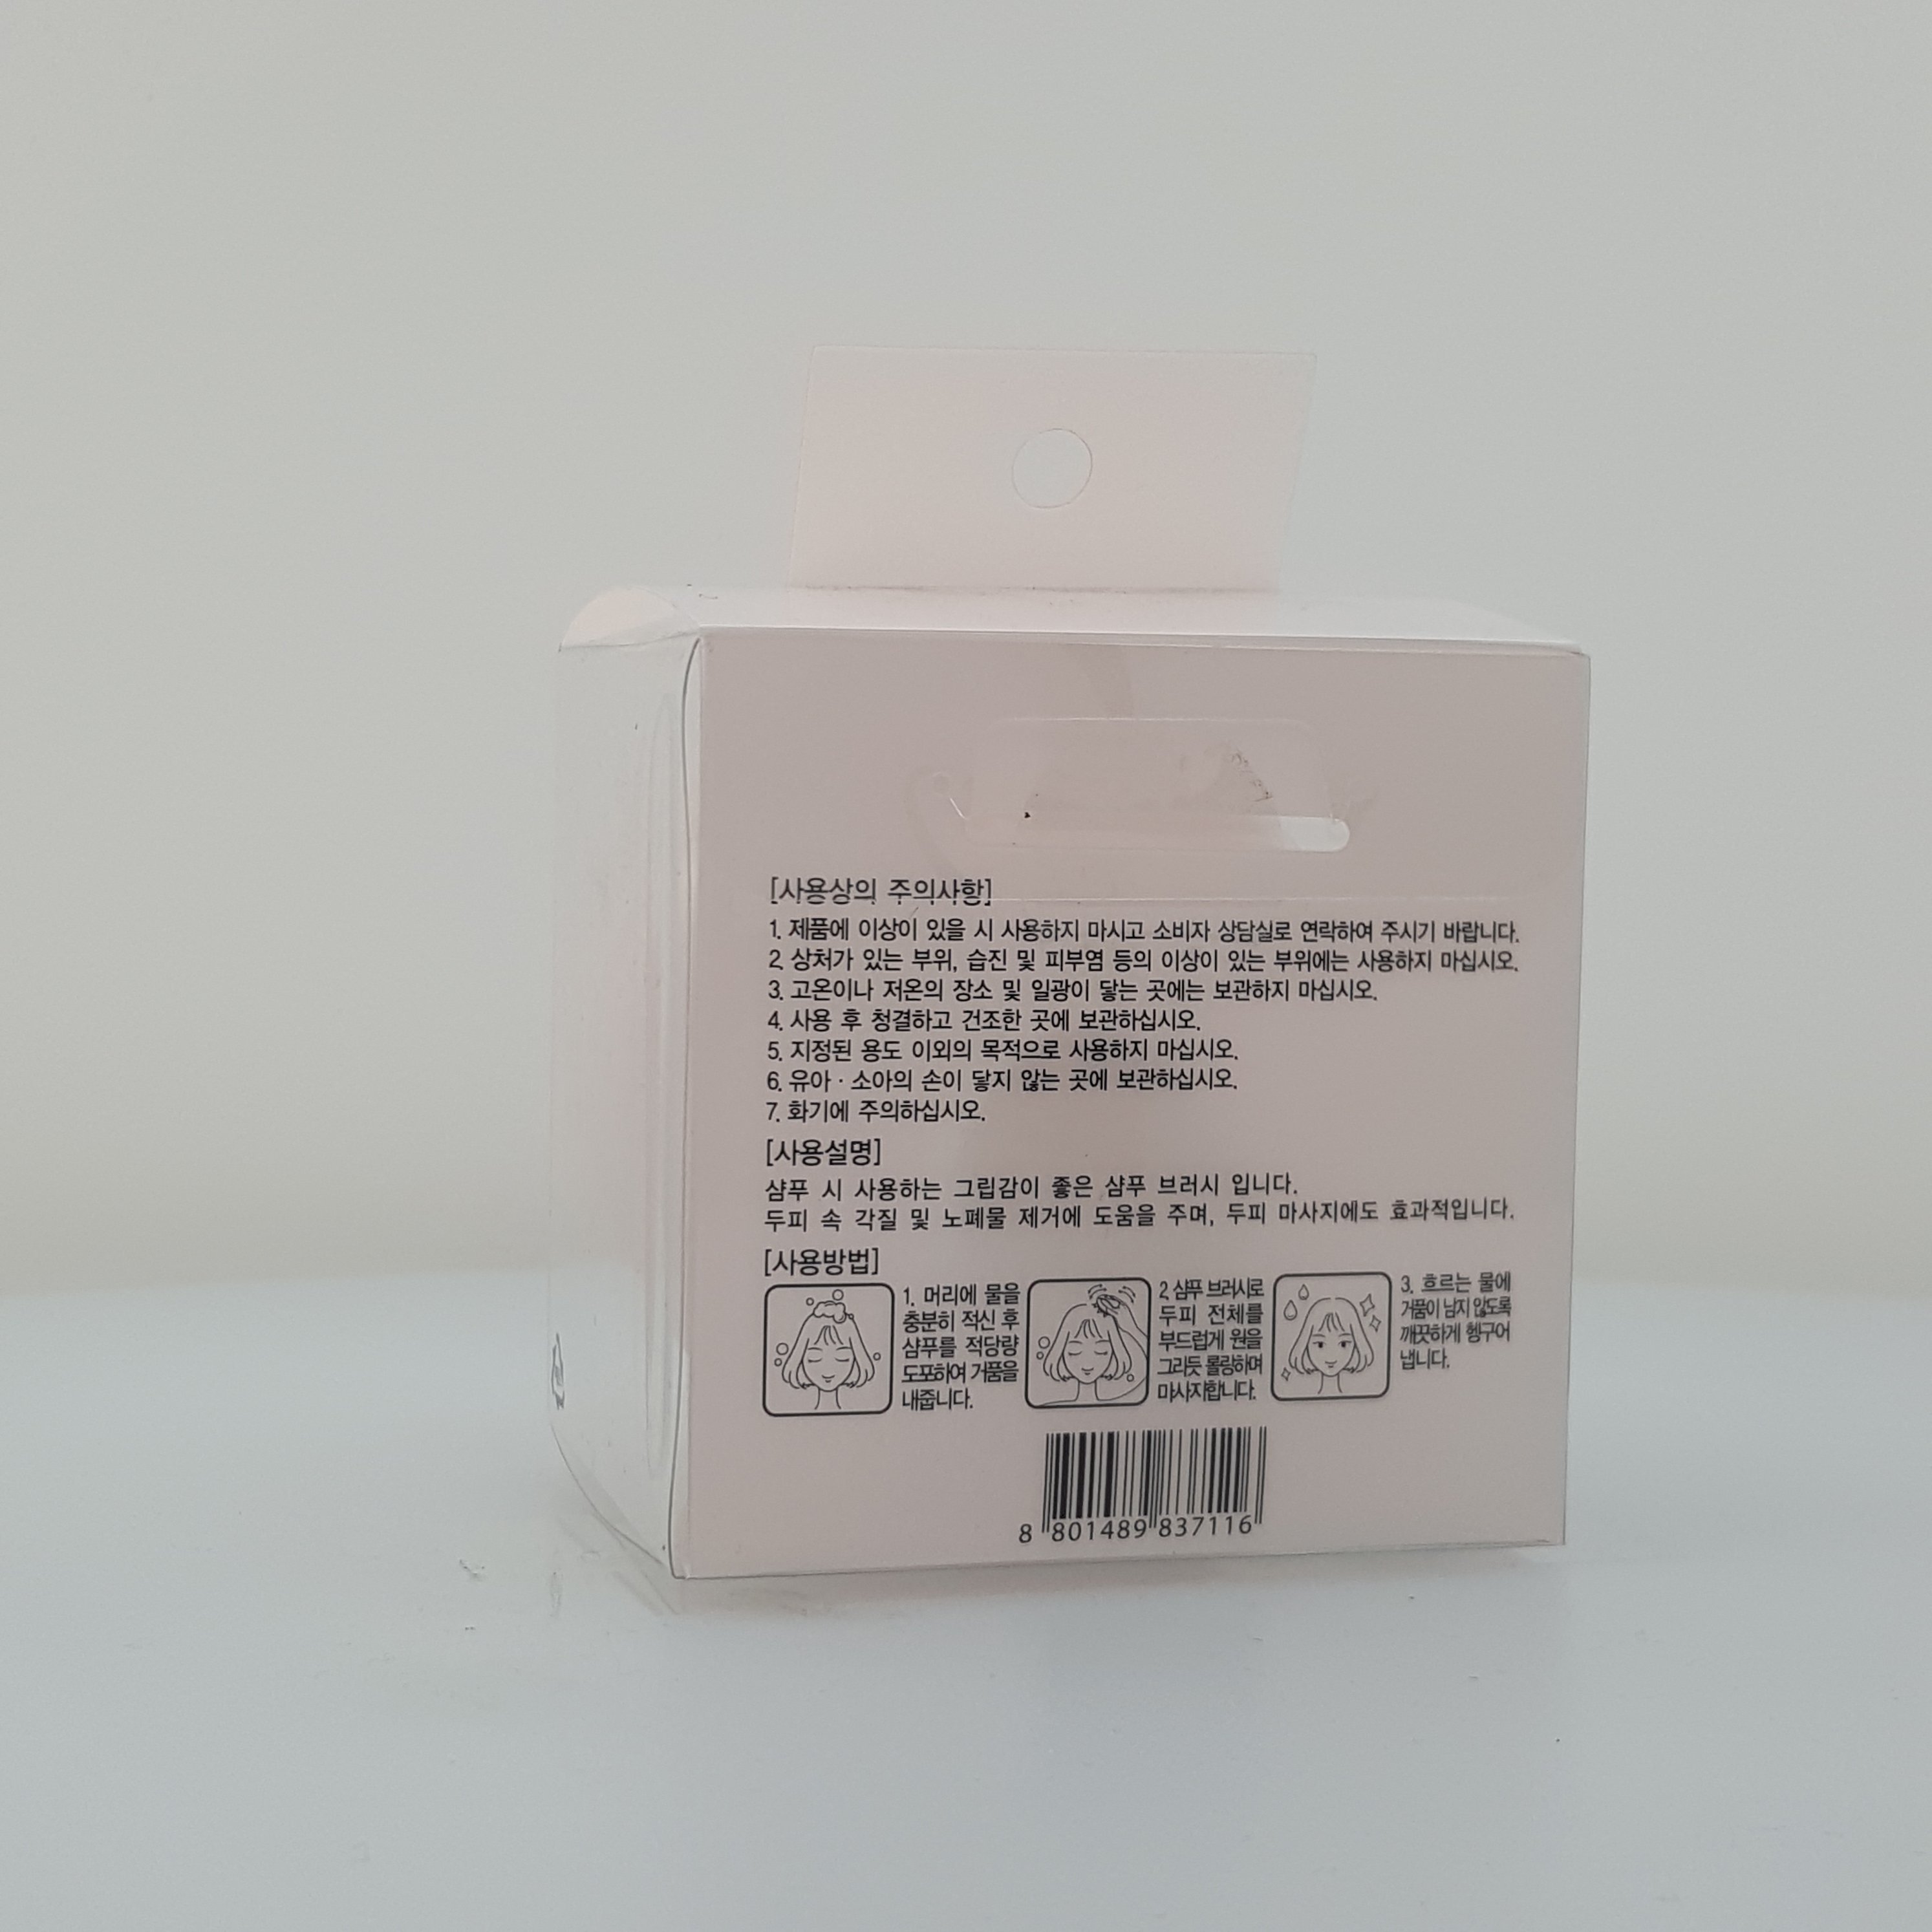 [사용상의 주의사항]
1. 제품에 이상이 있을 시 사용하지 마시고 소비자 상담실로 연락하여 주시기 바랍니다.
2. 상처가 있는 부위, 습진 및 피부염 등의 이상이 있는 부위에는 사용하지 마십시오.
3. 고온이나 저온의 장소 및 일광이 닿는 곳에는 보관하지 마십시오.
4. 사용 후 청결하고 건조한 곳에 보관하십시오.
5. 지정된 용도 이외의 목적으로 사용하지 마십시오.
6. 유아 · 소아의 손이 닿지 않는 곳에 보관하십시오.
7. 화기에 주의하십시오.
[사용설명]
샴푸 시 사용하는 그립감이 좋은 샴푸 브러시 입니다.
두피 속 각질 및 노폐물 제거에 도움을 주며, 두피 마사지에도 효과적입니다.
[사용방법]
1. 머리에 물을
충분히 적신 후
샴푸를 적당량
도포하여 거품을
내줍니다.
2. 샴푸 브러시로
두피 전체를
부드럽게 원을
그리듯 롤링하며
마사지합니다.
3. 흐르는 물에
거품이 남지 않도록
깨끗하게 헹구어
냅니다.
8 801489 837116